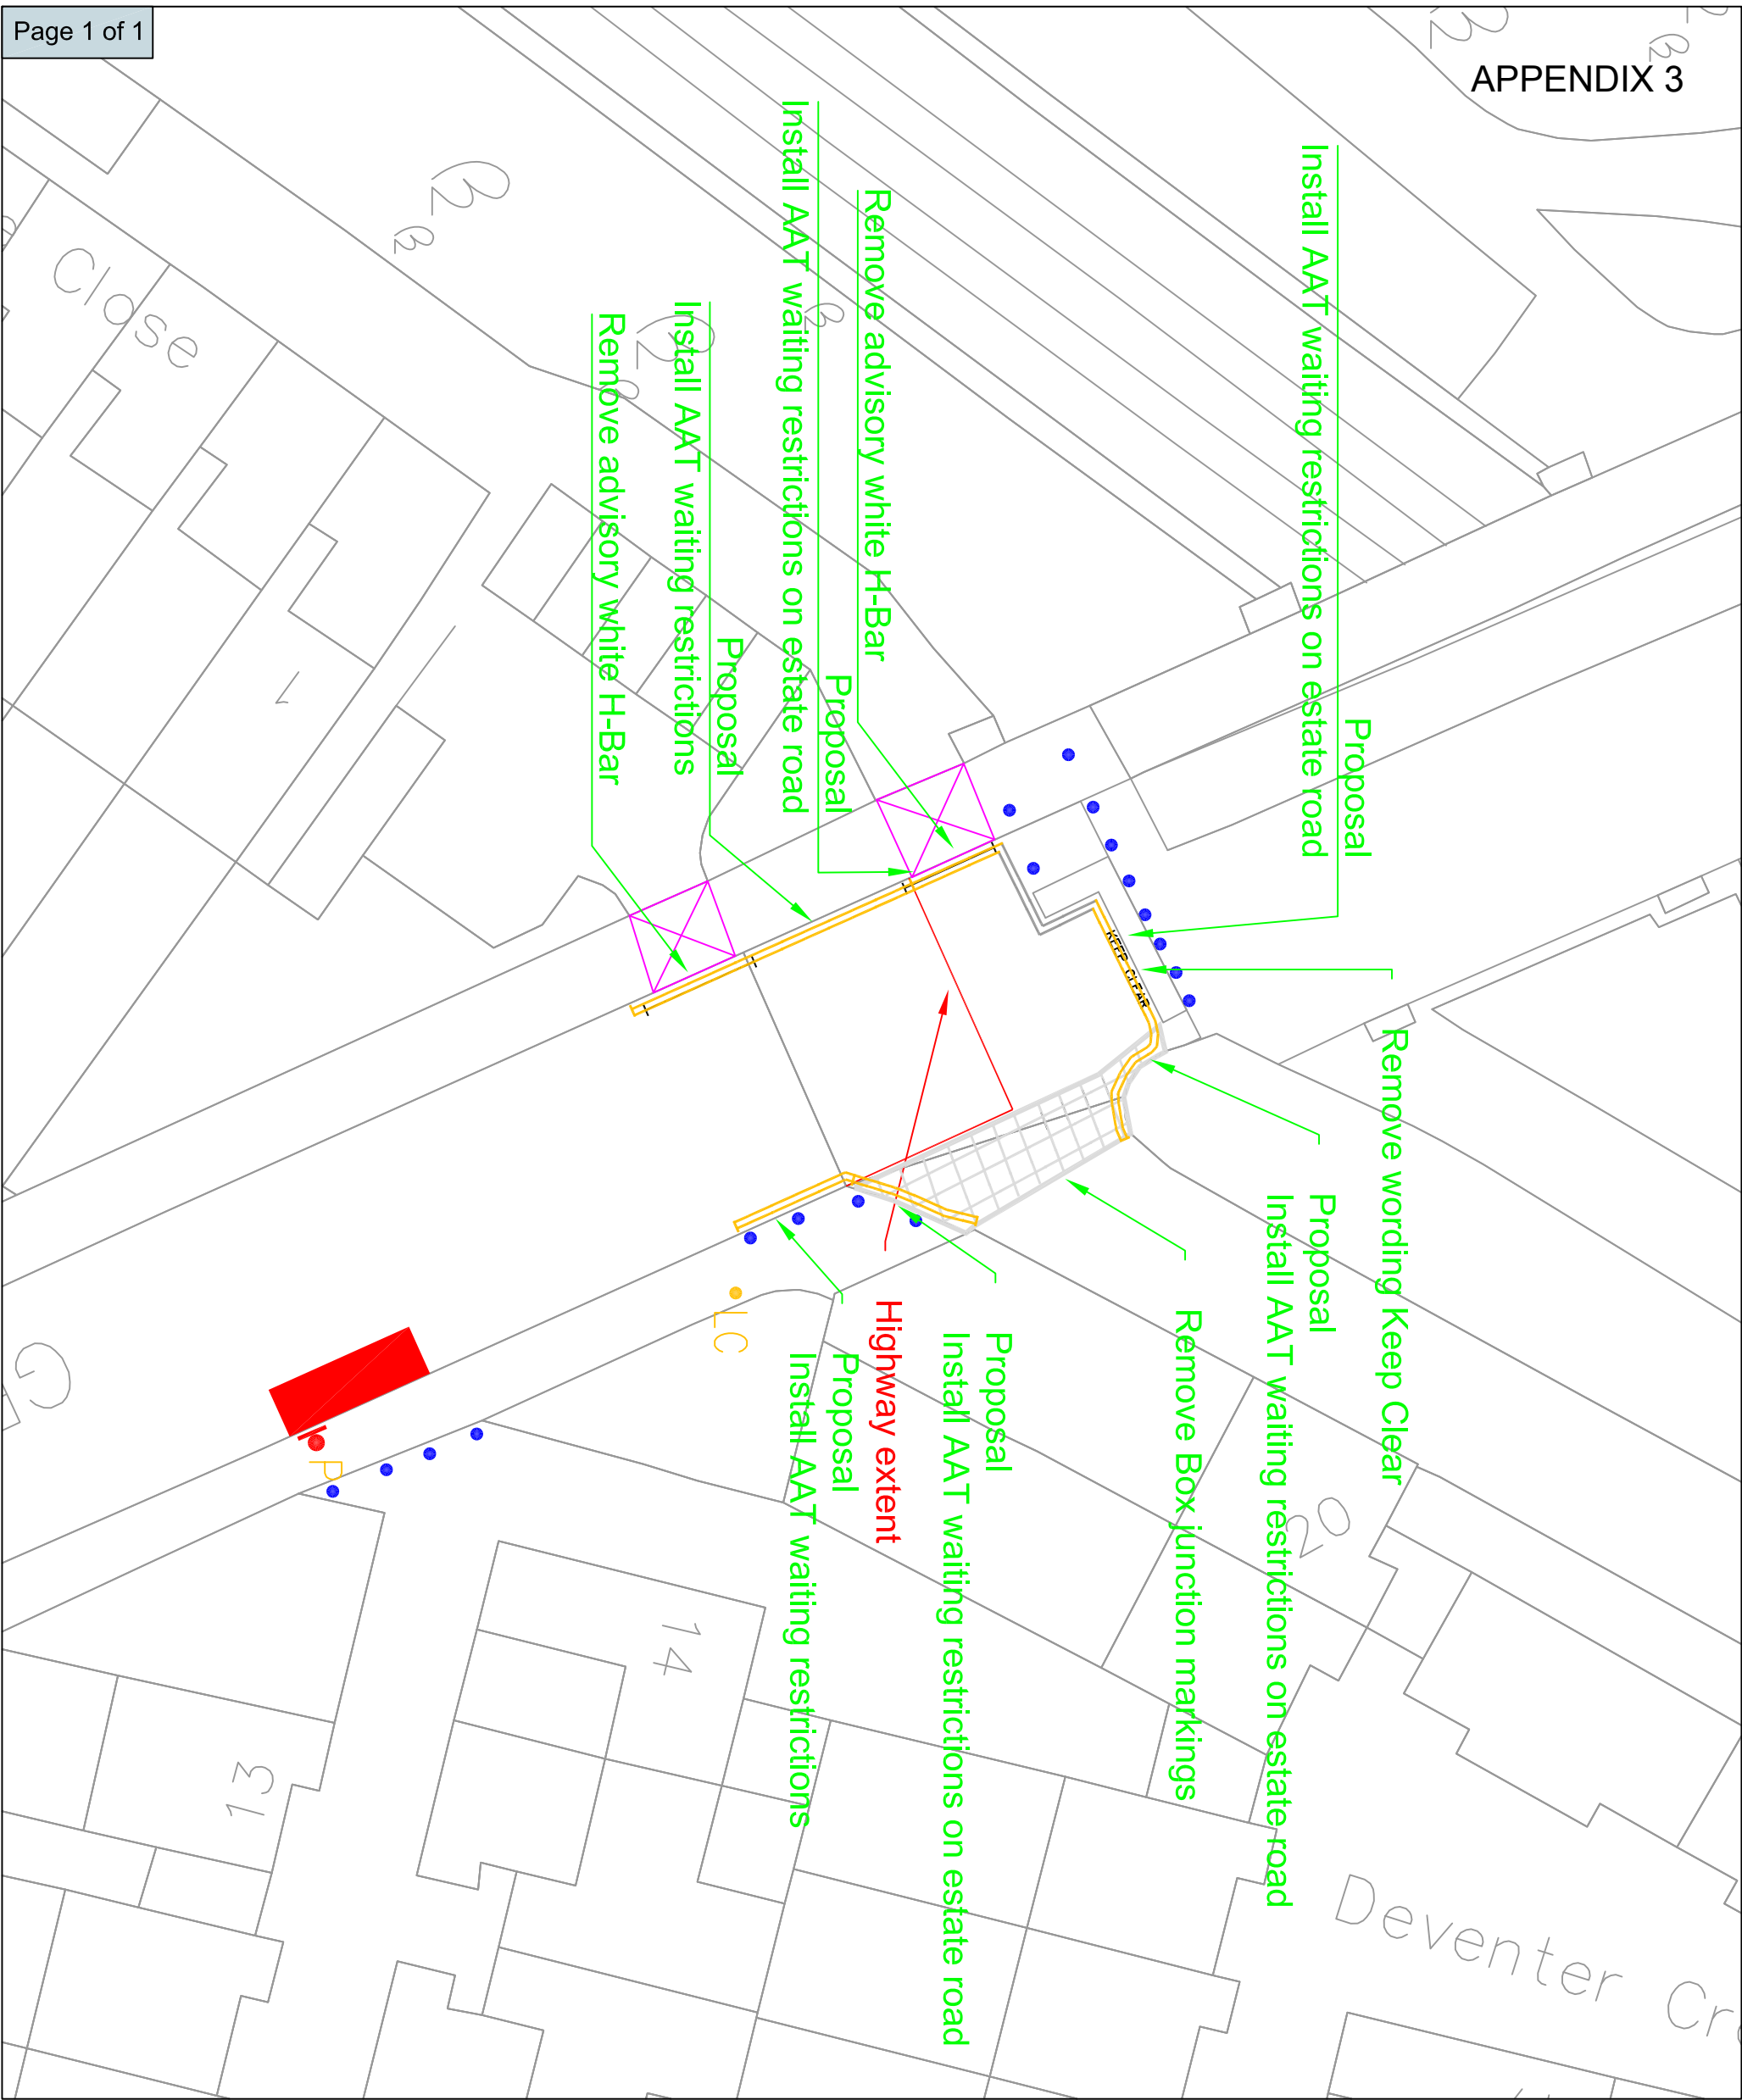 Page 1 of 1
APPENDIX 3
Proposal
Install AAT waiting restrictions on estate road
Remove advisory white H-Bar
Proposal
Install AAT waiting restrictions on estate road
Proposal
Install AAT waiting restrictions
Remove advisory white H-Bar
KEEP CLEAR
Remove wording Keep Clear
Proposal
Install AAT waiting restrictions on estate road
Remove Box junction markings
Proposal
Install AAT waiting restrictions on estate road
Highway extent
Proposal
Install AAT waiting restrictions
LC
P
Close
1
20
14
13
Deventer Cr